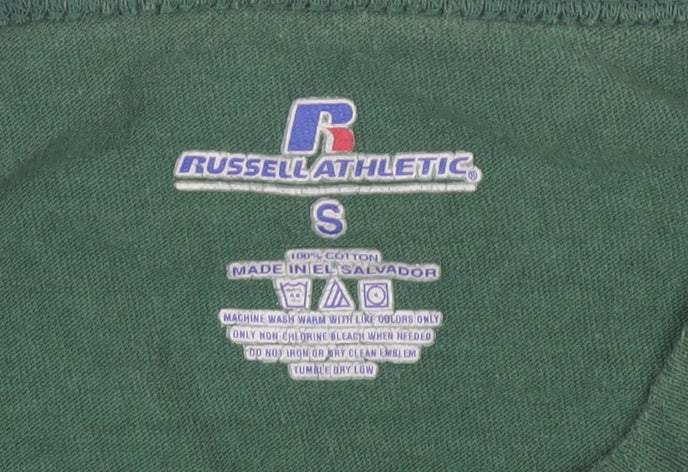 R
RUSSELL ATHLETIC®
S
100% COTTON
MADE IN EL SALVADOR
MACHINE WASH WARM WITH LIKE COLORS ONLY
ONLY NON-CHLORINE BLEACH WHEN NEEDED
DO NOT IRON OR DRY CLEAN EMBLEM
TUMBLE DRY LOW